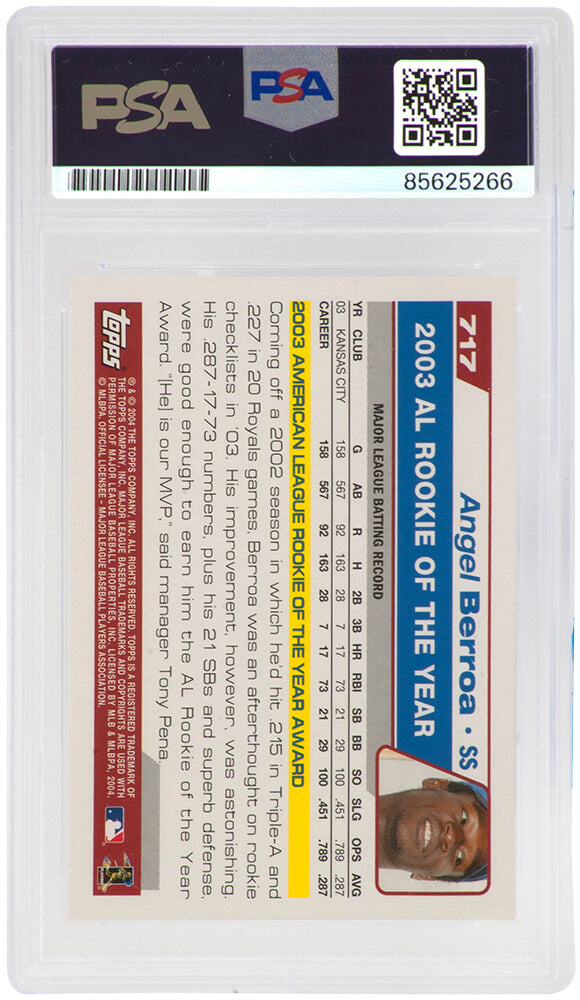 PSA
PSA
85625266
717
Angel Berroa • SS
2003 AL ROOKIE OF THE YEAR
MAJOR LEAGUE BATTING RECORD
YR CLUB G AB R H 2B 3B HR RBI SB BB SO SLG OPS AVG
03 KANSAS CITY 158 567 92 163 28 7 17 73 21 29 100 .451 .789 .287
CAREER 158 567 92 163 28 7 17 73 21 29 100 .451 .789 .287
2003 AMERICAN LEAGUE ROOKIE OF THE YEAR AWARD
Coming off a 2002 season in which he'd hit .215 in Triple-A and
.227 in 20 Royals games, Berroa was an afterthought on rookie
checklists in '03. His improvement, however, was astonishing.
His .287-17-73 numbers, plus his 21 SBs and superb defense,
were good enough to earn him the AL Rookie of the Year
Award. "[He] is our MVP," said manager Tony Pena.
topps
® & © 2004 THE TOPPS COMPANY, INC. ALL RIGHTS RESERVED. TOPPS IS A REGISTERED TRADEMARK OF
THE TOPPS COMPANY, INC. MAJOR LEAGUE BASEBALL TRADEMARKS AND COPYRIGHTS ARE USED WITH
PERMISSION OF MAJOR LEAGUE BASEBALL PROPERTIES, INC. LICENSED BY MLB & MLBPA, 2004.
© MLBPA. OFFICIAL LICENSEE - MAJOR LEAGUE BASEBALL PLAYERS ASSOCIATION.